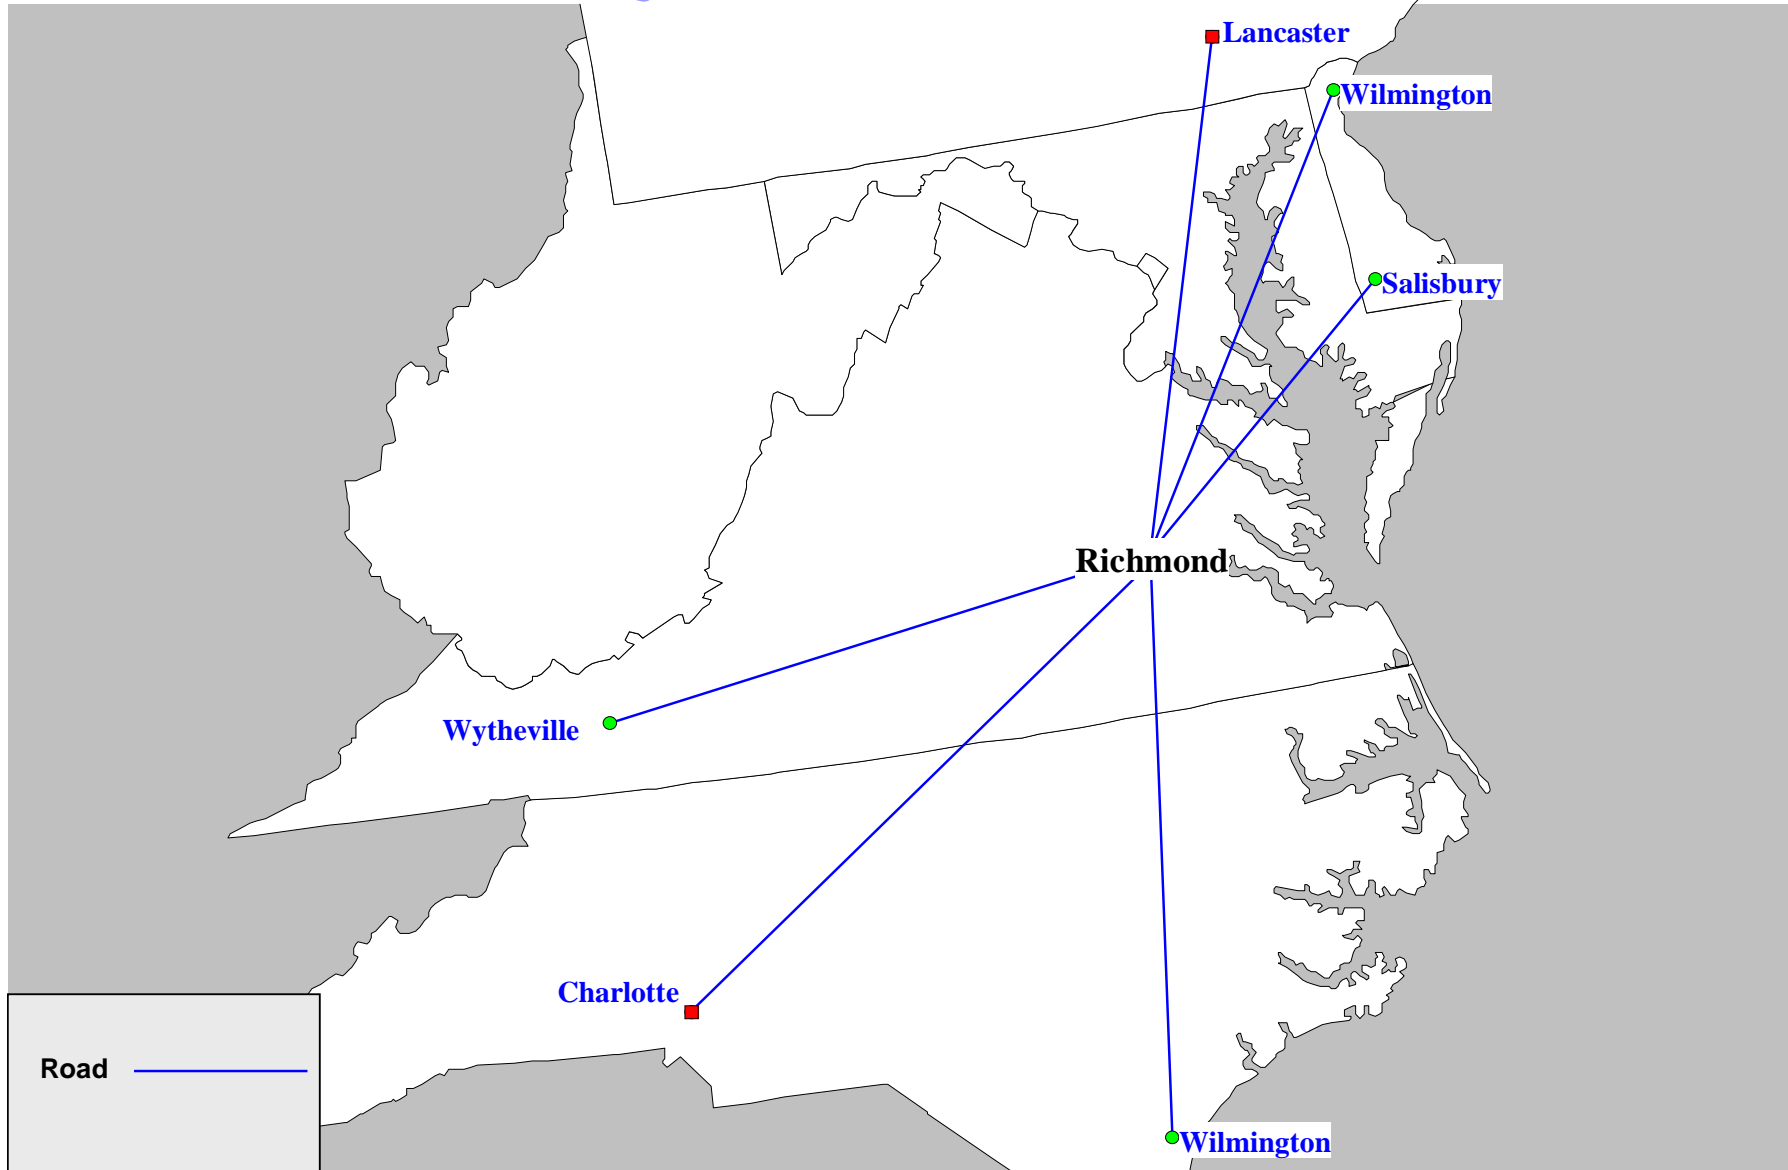 Lancaster
Wilmington
Salisbury
Richmond
Wytheville
Charlotte
Road
Wilmington